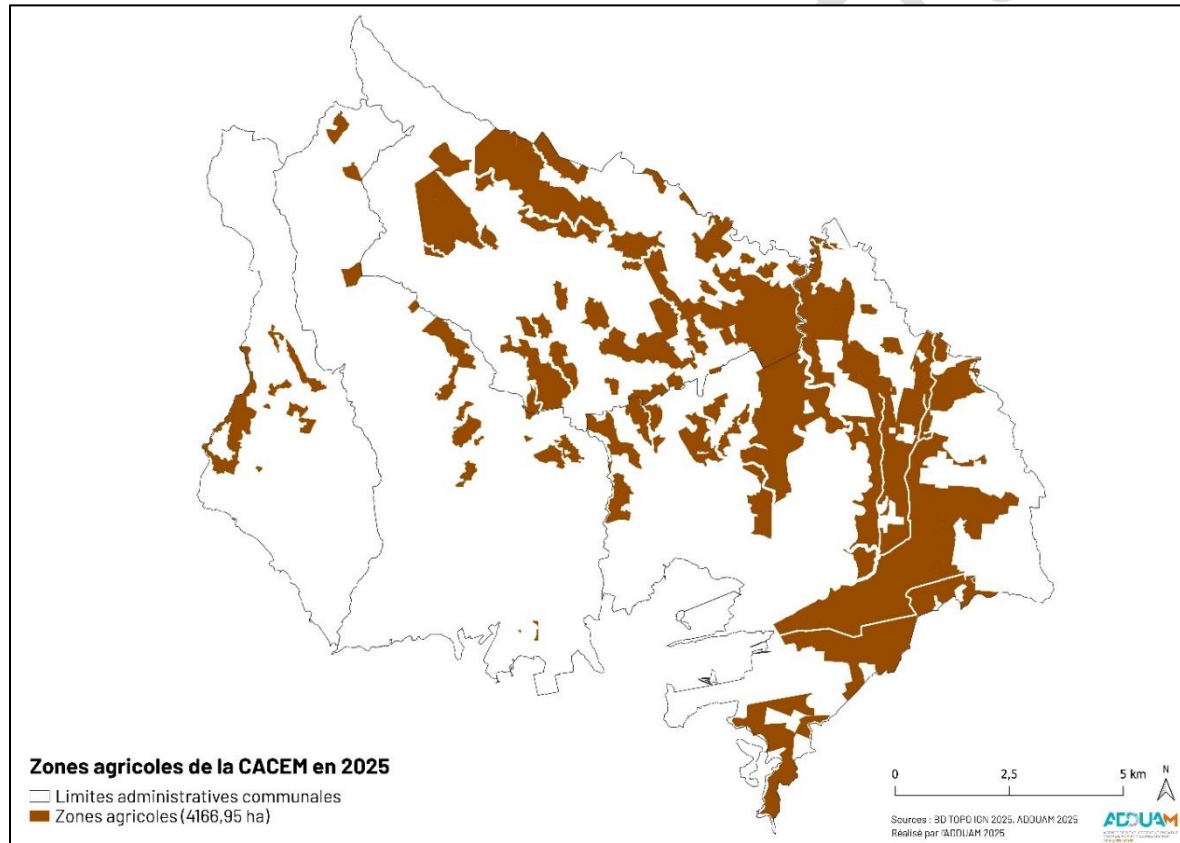 Zones agricoles de la CACEM en 2025
Limites administratives communales
Zones agricoles (4166,95 ha)
0 2,5 5 km
N
Sources : BD TOPO IGN 2025, ADDUAM 2025
Réalisé par l'ADDUAM 2025
ADDUAM